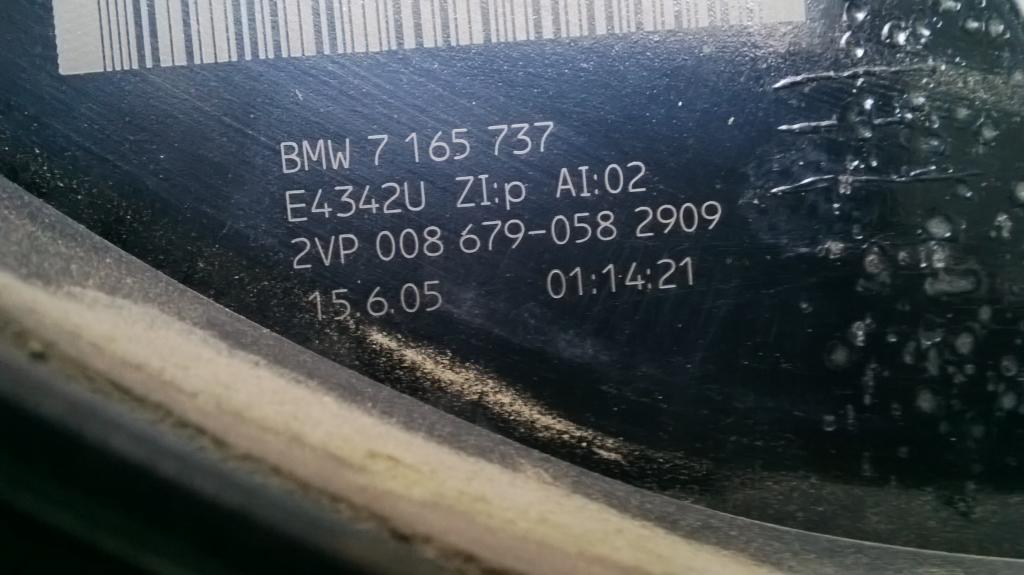 BMW 7 165 737
E4342U ZI:p AI:02
2VP 008 679-058 2909
15.6.05 01:14:21